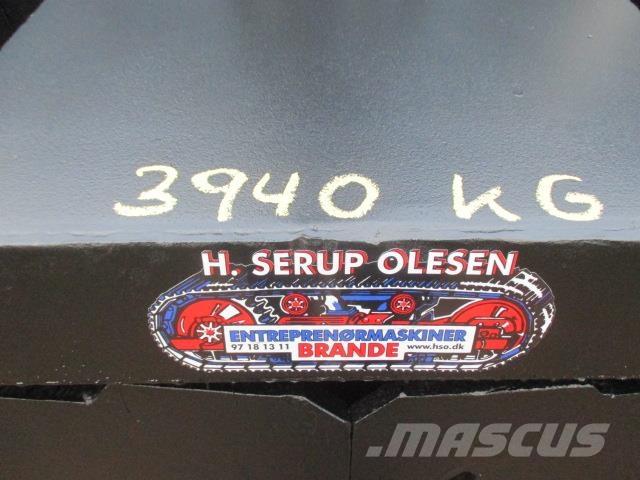 3940 KG
H. SERUP OLESEN
ENTREPRENØRMASKINER
97 18 13 11 BRANDE www.hso.dk
MASCUS